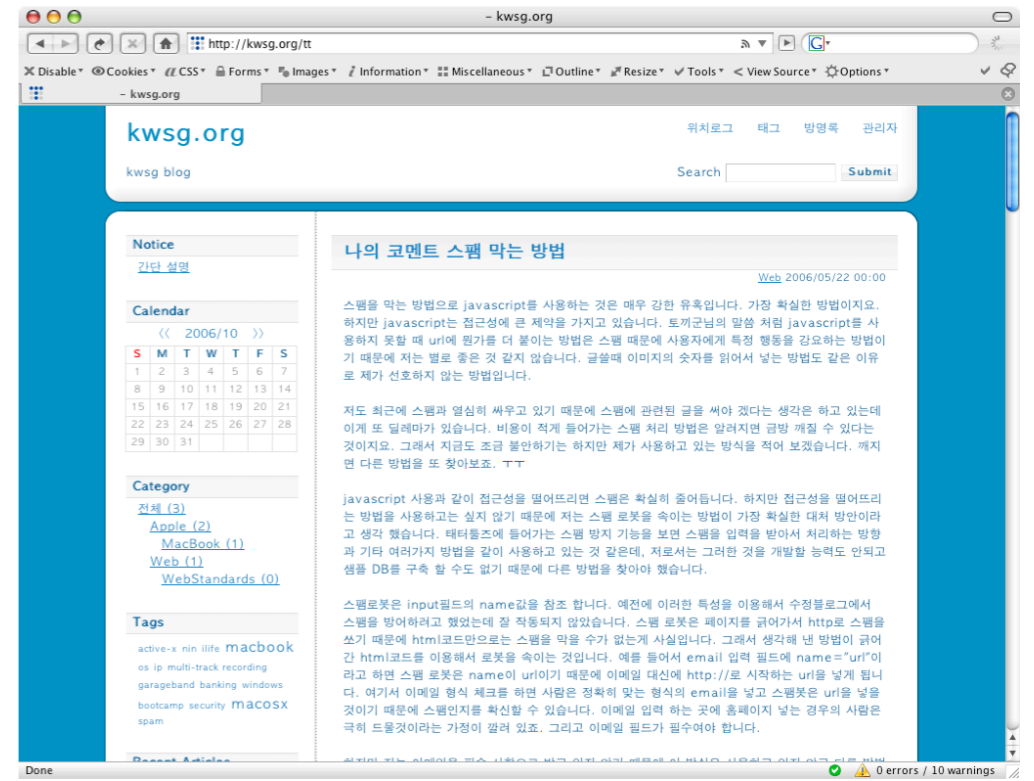 – kwsg.org
http://kwsg.org/tt
Disable Cookies CSS Forms Images Information Miscellaneous Outline Resize Tools View Source Options
– kwsg.org
kwsg.org
위치로그 태그 방명록 관리자
kwsg blog
Search Submit
Notice
간단 설명
Calendar
《 2006/10 》
S M T W T F S
1 2 3 4 5 6 7
8 9 10 11 12 13 14
15 16 17 18 19 20 21
22 23 24 25 26 27 28
29 30 31
Category
전체 (3)
Apple (2)
MacBook (1)
Web (1)
WebStandards (0)
Tags
active-x nin ilife macbook
os ip multi-track recording
garageband banking windows
bootcamp security macosx
spam
Recent Articles
나의 코멘트 스팸 막는 방법
Web 2006/05/22 00:00
스팸을 막는 방법으로 javascript를 사용하는 것은 매우 강한 유혹입니다. 가장 확실한 방법이지요.
하지만 javascript는 접근성에 큰 제약을 가지고 있습니다. 토끼군님의 말씀 처럼 javascript를 사
용하지 못할 때 url에 뭔가를 더 붙이는 방법은 스팸 때문에 사용자에게 특정 행동을 강요하는 방법이
기 때문에 저는 별로 좋은 것 같지 않습니다. 글쓸때 이미지의 숫자를 읽어서 넣는 방법도 같은 이유
로 제가 선호하지 않는 방법입니다.
저도 최근에 스팸과 열심히 싸우고 있기 때문에 스팸에 관련된 글을 써야 겠다는 생각은 하고 있는데
이게 또 딜레마가 있습니다. 비용이 적게 들어가는 스팸 처리 방법은 알려지면 금방 깨질 수 있다는
것이지요. 그래서 지금도 조금 불안하기는 하지만 제가 사용하고 있는 방식을 적어 보겠습니다. 깨지
면 다른 방법을 또 찾아보죠. ㅜㅜ
javascript 사용과 같이 접근성을 떨어뜨리면 스팸은 확실히 줄어듭니다. 하지만 접근성을 떨어뜨리
는 방법을 사용하고는 싶지 않기 때문에 저는 스팸 로봇을 속이는 방법이 가장 확실한 대처 방안이라
고 생각 했습니다. 태터툴즈에 들어가는 스팸 방지 기능을 보면 스팸을 입력을 받아서 처리하는 방향
과 기타 여러가지 방법을 같이 사용하고 있는 것 같은데, 저로서는 그러한 것을 개발할 능력도 안되고
샘플 DB를 구축 할 수도 없기 때문에 다른 방법을 찾아야 했습니다.
스팸로봇은 input필드의 name값을 참조 합니다. 예전에 이러한 특성을 이용해서 수정블로그에서
스팸을 방어하려고 했었는데 잘 작동되지 않았습니다. 스팸 로봇은 페이지를 긁어가서 http로 스팸을
쓰기 때문에 html코드만으로는 스팸을 막을 수가 없는게 사실입니다. 그래서 생각해 낸 방법이 긁어
간 html코드를 이용해서 로봇을 속이는 것입니다. 예를 들어서 email 입력 필드에 name="url"이
라고 하면 스팸 로봇은 name이 url이기 때문에 이메일 대신에 http://로 시작하는 url을 넣게 됩니
다. 여기서 이메일 형식 체크를 하면 사람은 정확히 맞는 형식의 email을 넣고 스팸봇은 url을 넣을
것이기 때문에 스팸인지를 확신할 수 있습니다. 이메일 입력 하는 곳에 홈페이지 넣는 경우의 사람은
극히 드물것이라는 가정이 깔려 있죠. 그리고 이메일 필드가 필수여야 합니다.
Done
0 errors / 10 warnings